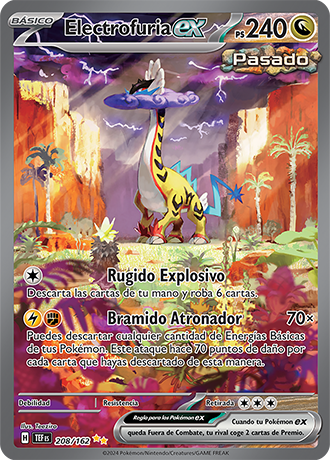 BÁSICO Electrofuria ex PS 240
Pasado
Rugido Explosivo
Descarta las cartas de tu mano y roba 6 cartas.
Bramido Atronador 70×
Puedes descartar cualquier cantidad de Energías Básicas
de tus Pokémon. Este ataque hace 70 puntos de daño por
cada carta que hayas descartado de esta manera.
Debilidad Resistencia Retirada
Ilus. Taeziro
Regla para los Pokémon ex
Cuando tu Pokémon ex
queda Fuera de Combate, tu rival coge 2 cartas de Premio.
H TEF ES 208/162
©2024 Pokémon/Nintendo/Creatures/GAME FREAK